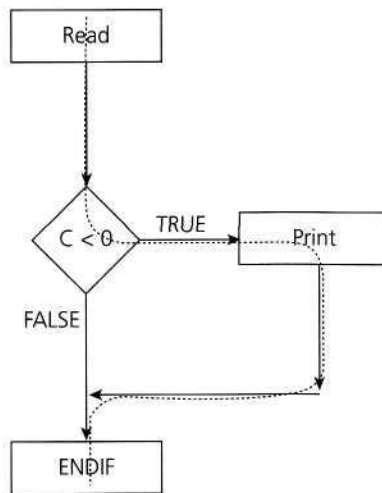 Read
C < 0
TRUE
Print
FALSE
ENDIF